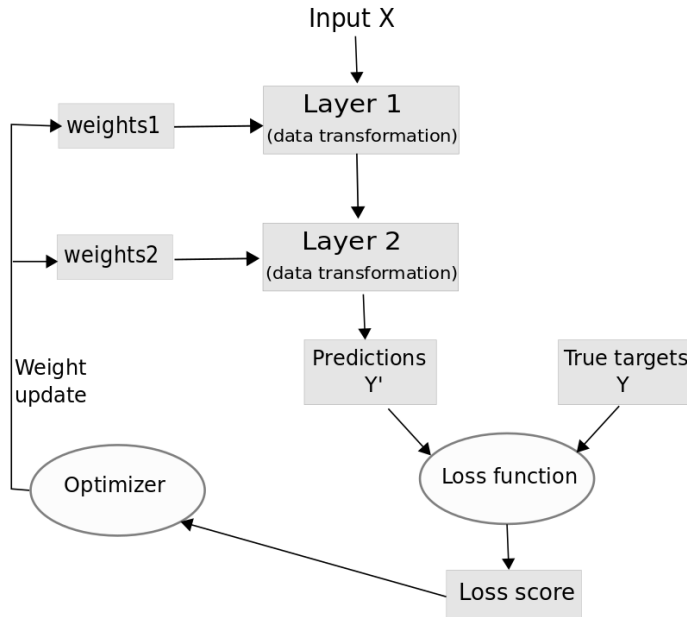 Input X
Layer 1
(data transformation)
weights1
Layer 2
(data transformation)
weights2
Predictions
Y'
True targets
Y
Weight
update
Optimizer
Loss function
Loss score